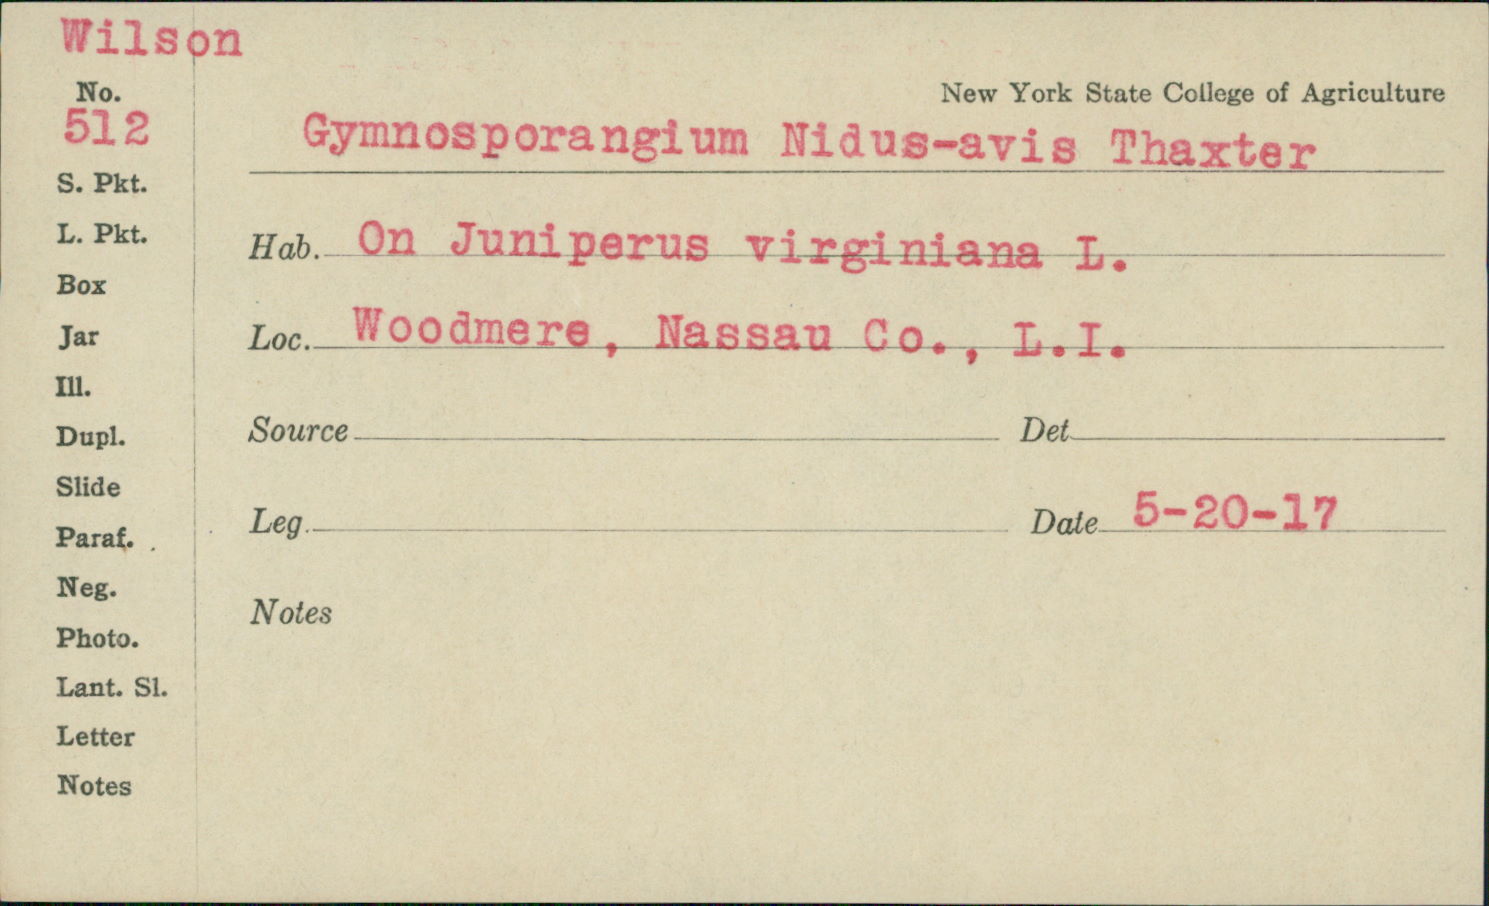 Wilson
No.
512
New York State College of Agriculture
Gymnosporangium Nidus-avis Thaxter
S. Pkt.
L. Pkt.
Box
Jar
Ill.
Dupl.
Slide
Paraf.
Neg.
Photo.
Lant. Sl.
Letter
Notes
Hab. On Juniperus virginiana L.
Loc. Woodmere, Nassau Co., L.I.
Source Det
Leg. Date 5-20-17
Notes